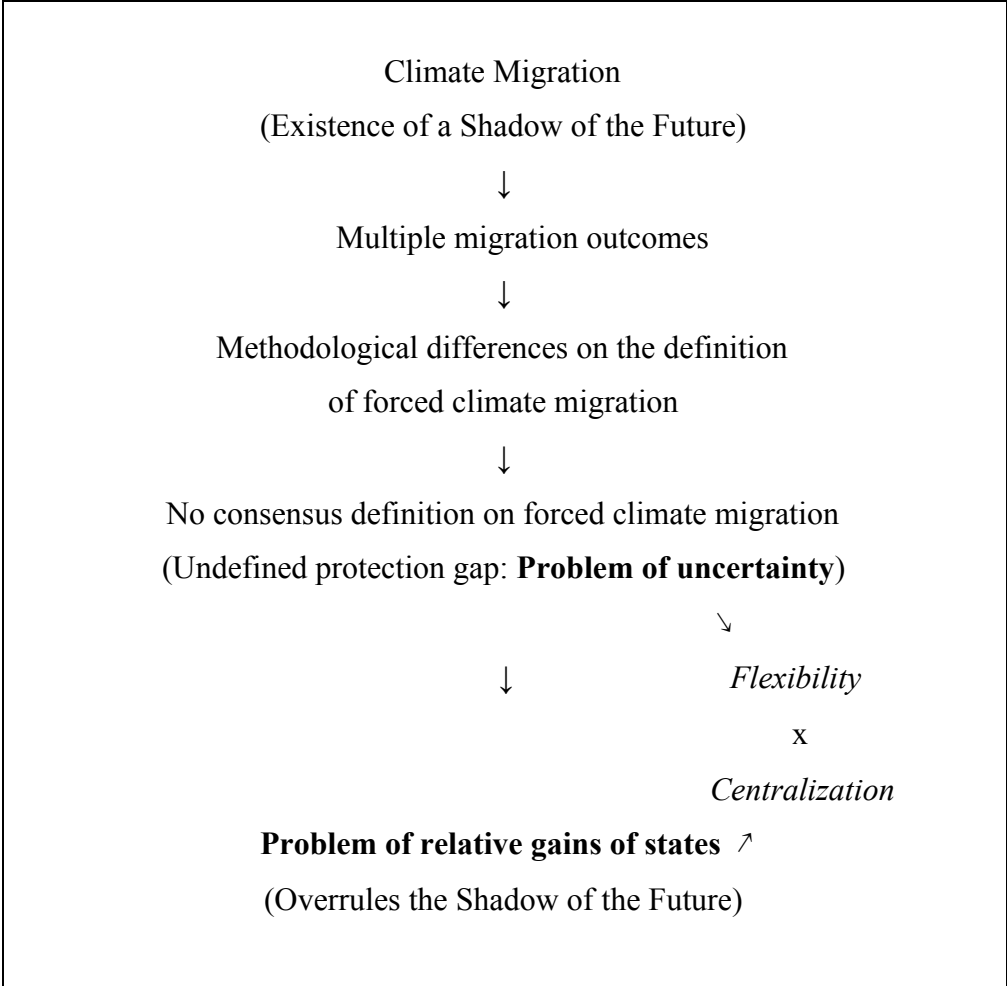 Climate Migration
(Existence of a Shadow of the Future)
↓
Multiple migration outcomes
↓
Methodological differences on the definition
of forced climate migration
↓
No consensus definition on forced climate migration
(Undefined protection gap: Problem of uncertainty)
↘
↓ Flexibility
x
Centralization
Problem of relative gains of states ↗
(Overrules the Shadow of the Future)